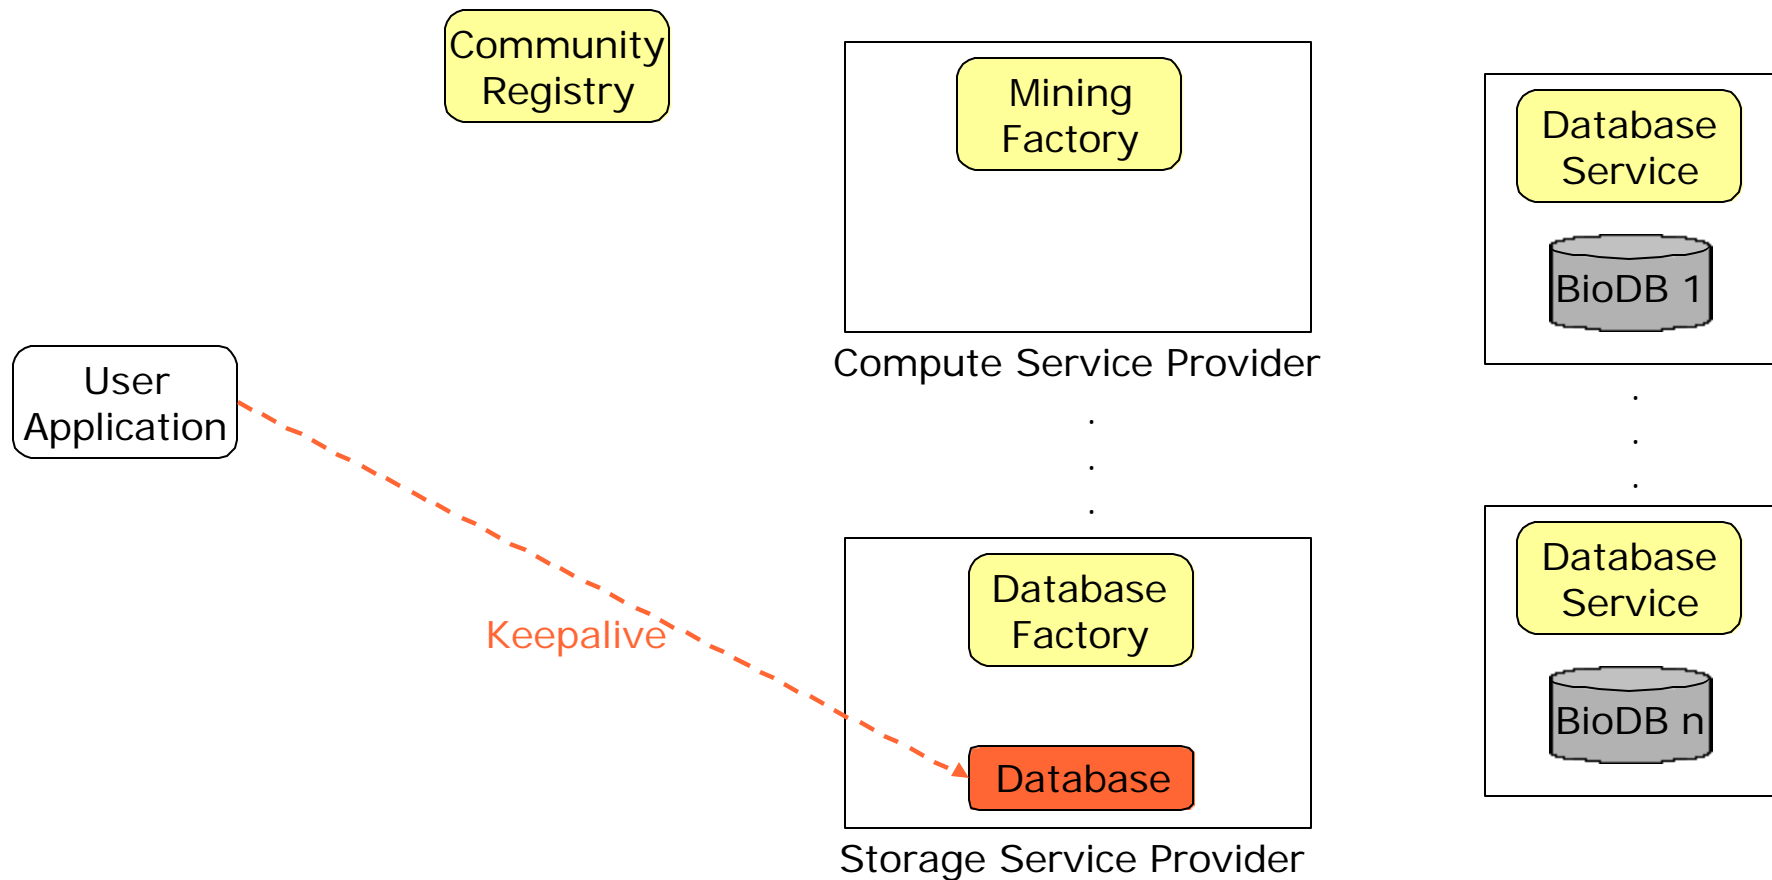 Community
Registry
Mining
Factory
Database
Service
BioDB 1
Compute Service Provider
User
Application
.
.
.
.
.
.
Database
Factory
Database
Service
Keepalive
BioDB n
Database
Storage Service Provider